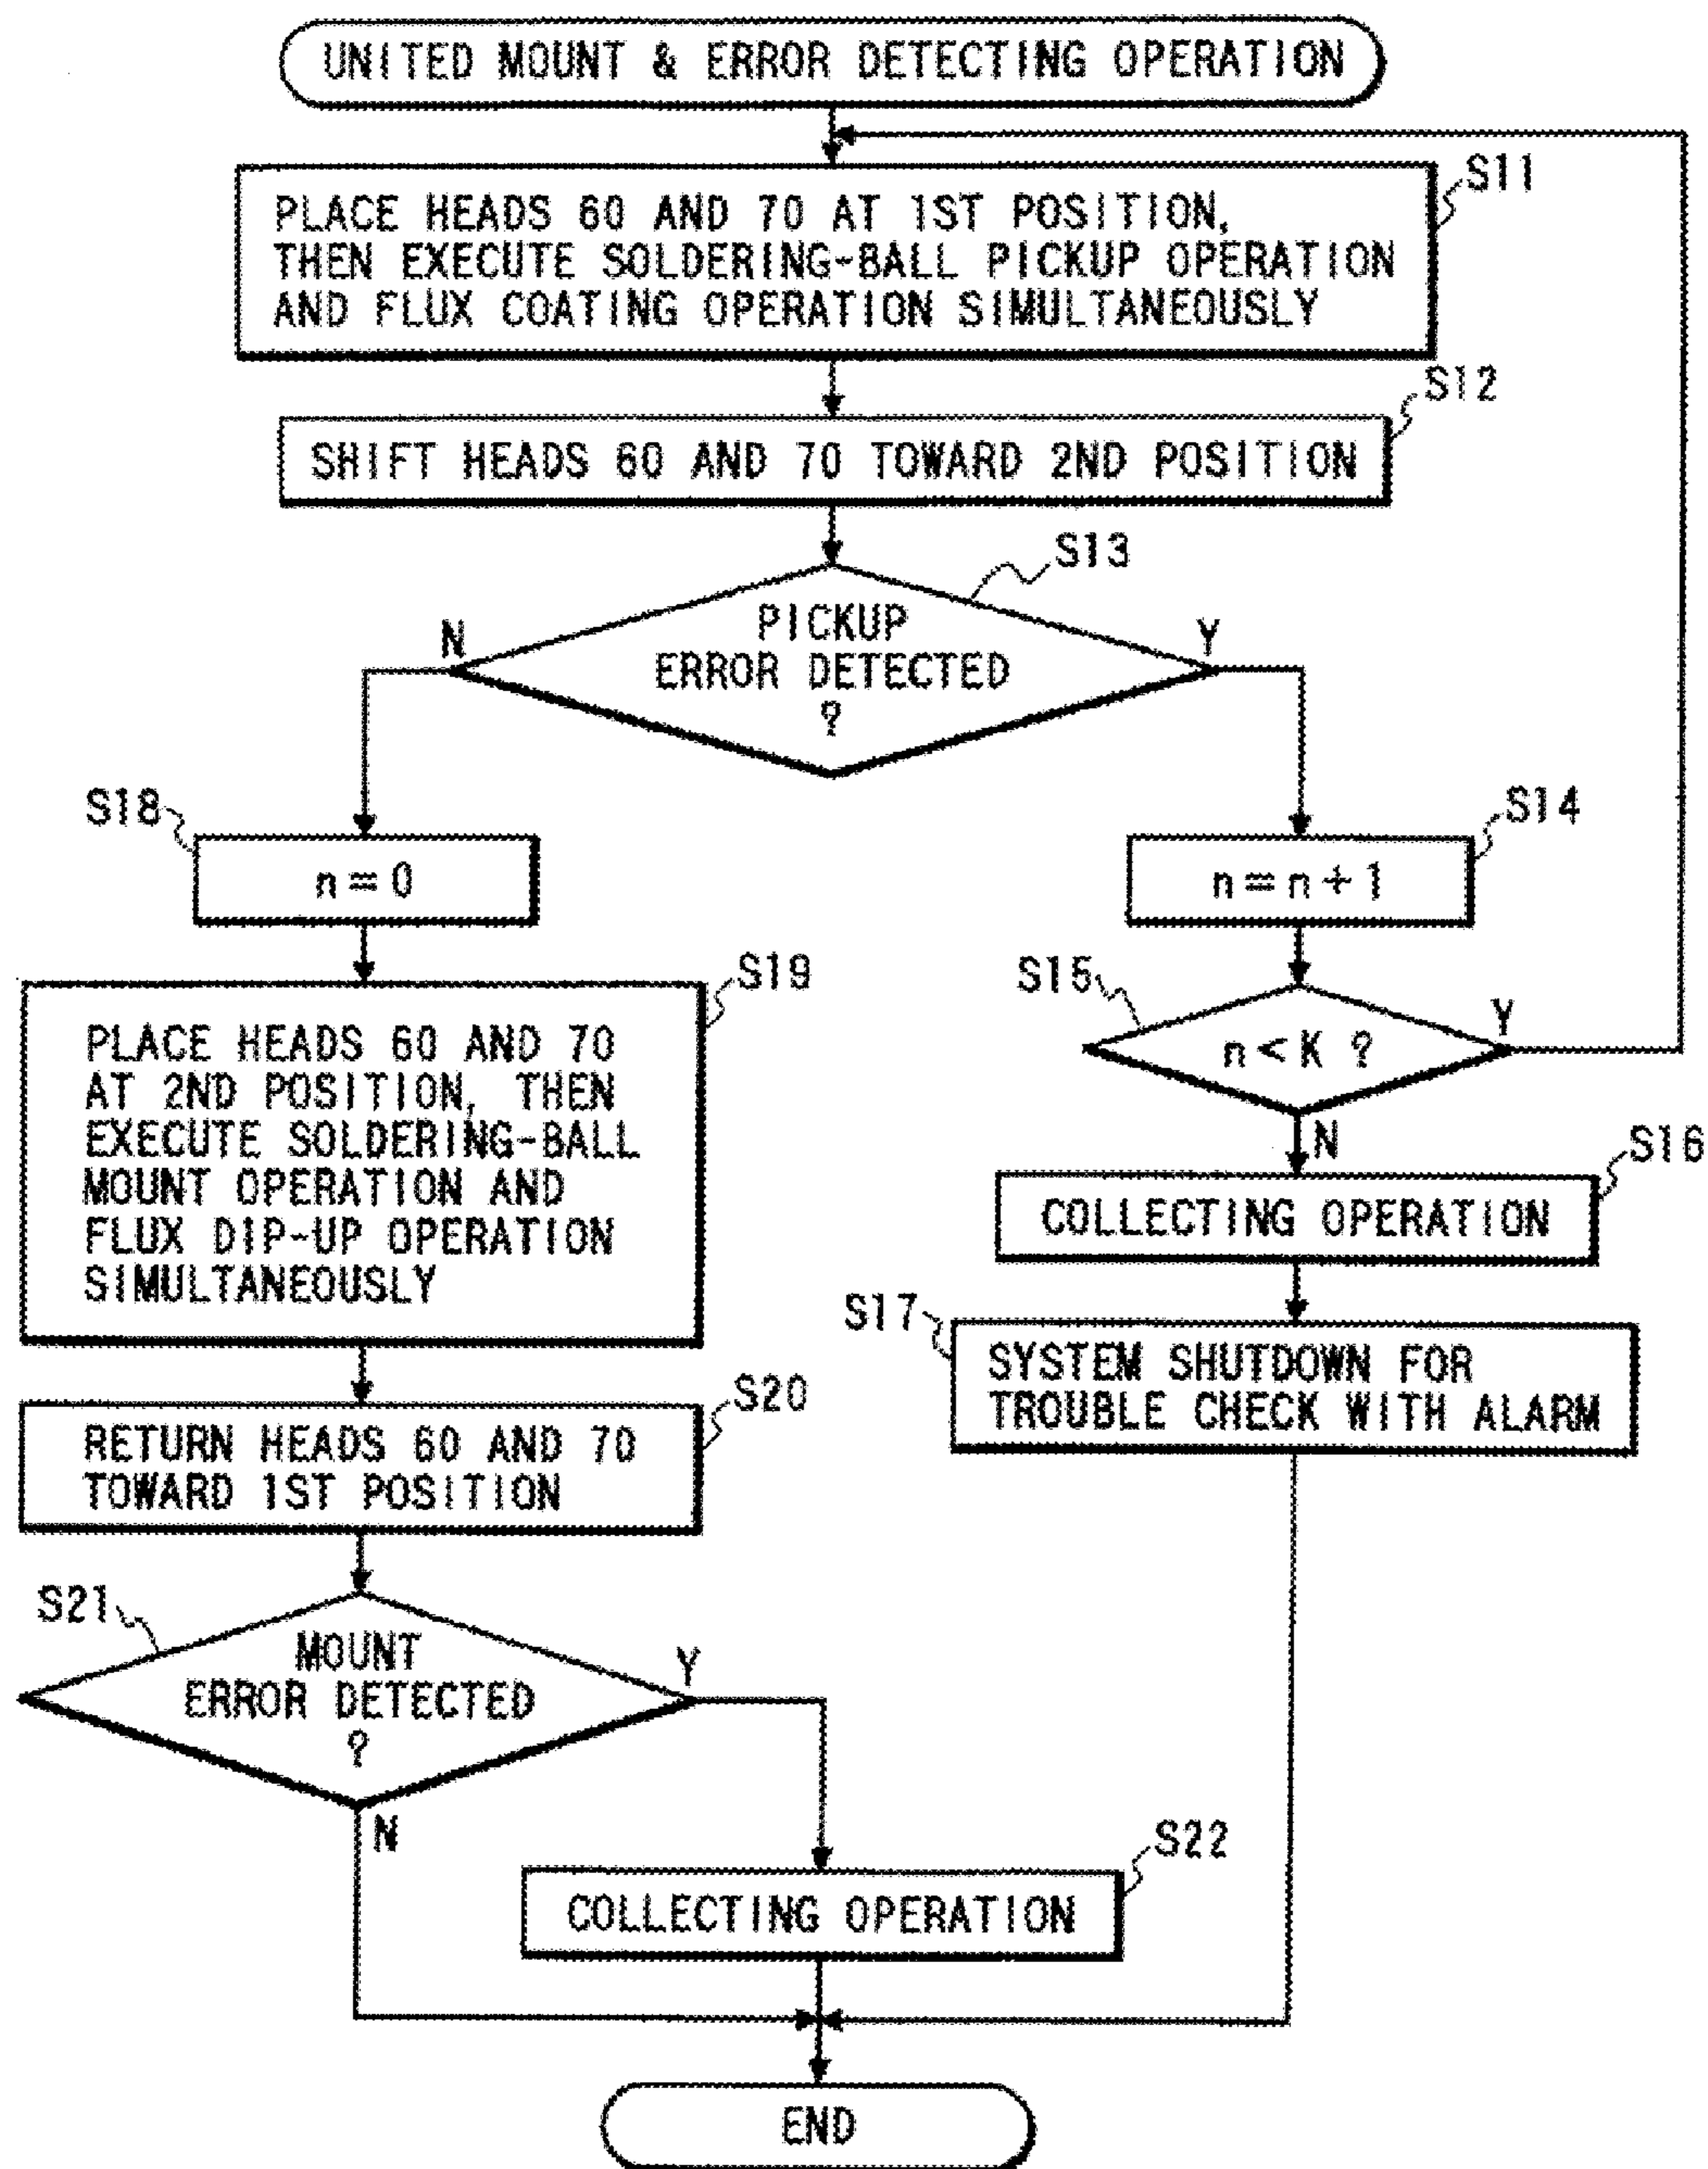 UNITED MOUNT & ERROR DETECTING OPERATION
S11
PLACE HEADS 60 AND 70 AT 1ST POSITION,
THEN EXECUTE SOLDERING-BALL PICKUP OPERATION
AND FLUX COATING OPERATION SIMULTANEOUSLY
S12
SHIFT HEADS 60 AND 70 TOWARD 2ND POSITION
S13
PICKUP
ERROR DETECTED
?
N
Y
S18
n=0
S14
n=n+1
S19
PLACE HEADS 60 AND 70
AT 2ND POSITION, THEN
EXECUTE SOLDERING-BALL
MOUNT OPERATION AND
FLUX DIP-UP OPERATION
SIMULTANEOUSLY
S15
n<K ?
Y
N
S16
COLLECTING OPERATION
S17
SYSTEM SHUTDOWN FOR
TROUBLE CHECK WITH ALARM
S20
RETURN HEADS 60 AND 70
TOWARD 1ST POSITION
S21
MOUNT
ERROR DETECTED
?
Y
N
S22
COLLECTING OPERATION
END